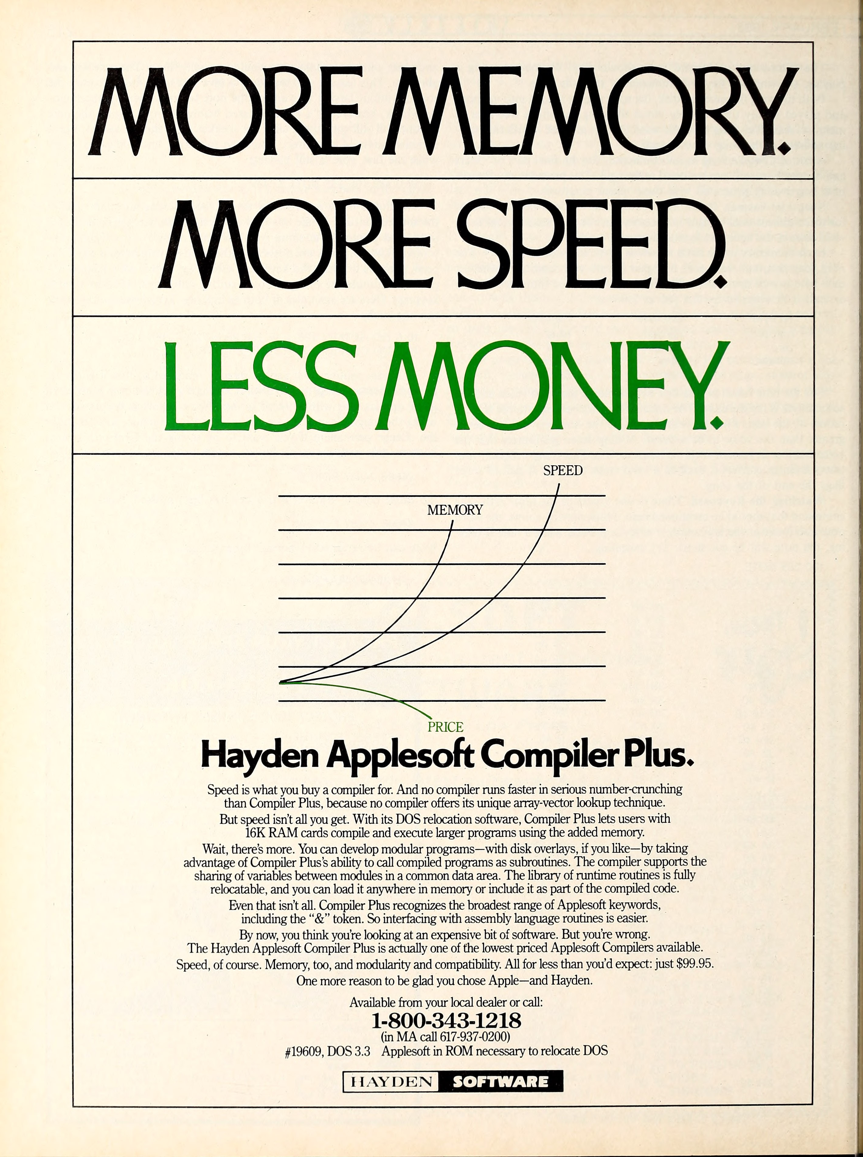 MORE MEMORY.
MORE SPEED.
LESS MONEY.
SPEED
MEMORY
PRICE
Hayden Applesoft Compiler Plus.
Speed is what you buy a compiler for. And no compiler runs faster in serious number-crunching
than Compiler Plus, because no compiler offers its unique array-vector lookup technique.
But speed isn't all you get. With its DOS relocation software, Compiler Plus lets users with
16K RAM cards compile and execute larger programs using the added memory.
Wait, there's more. You can develop modular programs—with disk overlays, if you like—by taking
advantage of Compiler Plus's ability to call compiled programs as subroutines. The compiler supports the
sharing of variables between modules in a common data area. The library of runtime routines is fully
relocatable, and you can load it anywhere in memory or include it as part of the compiled code.
Even that isn't all. Compiler Plus recognizes the broadest range of Applesoft keywords,
including the "&" token. So interfacing with assembly language routines is easier.
By now, you think you're looking at an expensive bit of software. But you're wrong.
The Hayden Applesoft Compiler Plus is actually one of the lowest priced Applesoft Compilers available.
Speed, of course. Memory, too, and modularity and compatibility. All for less than you'd expect: just $99.95.
One more reason to be glad you chose Apple—and Hayden.
Available from your local dealer or call:
1-800-343-1218
(in MA call 617-937-0200)
#19609, DOS 3.3 Applesoft in ROM necessary to relocate DOS
HAYDEN SOFTWARE